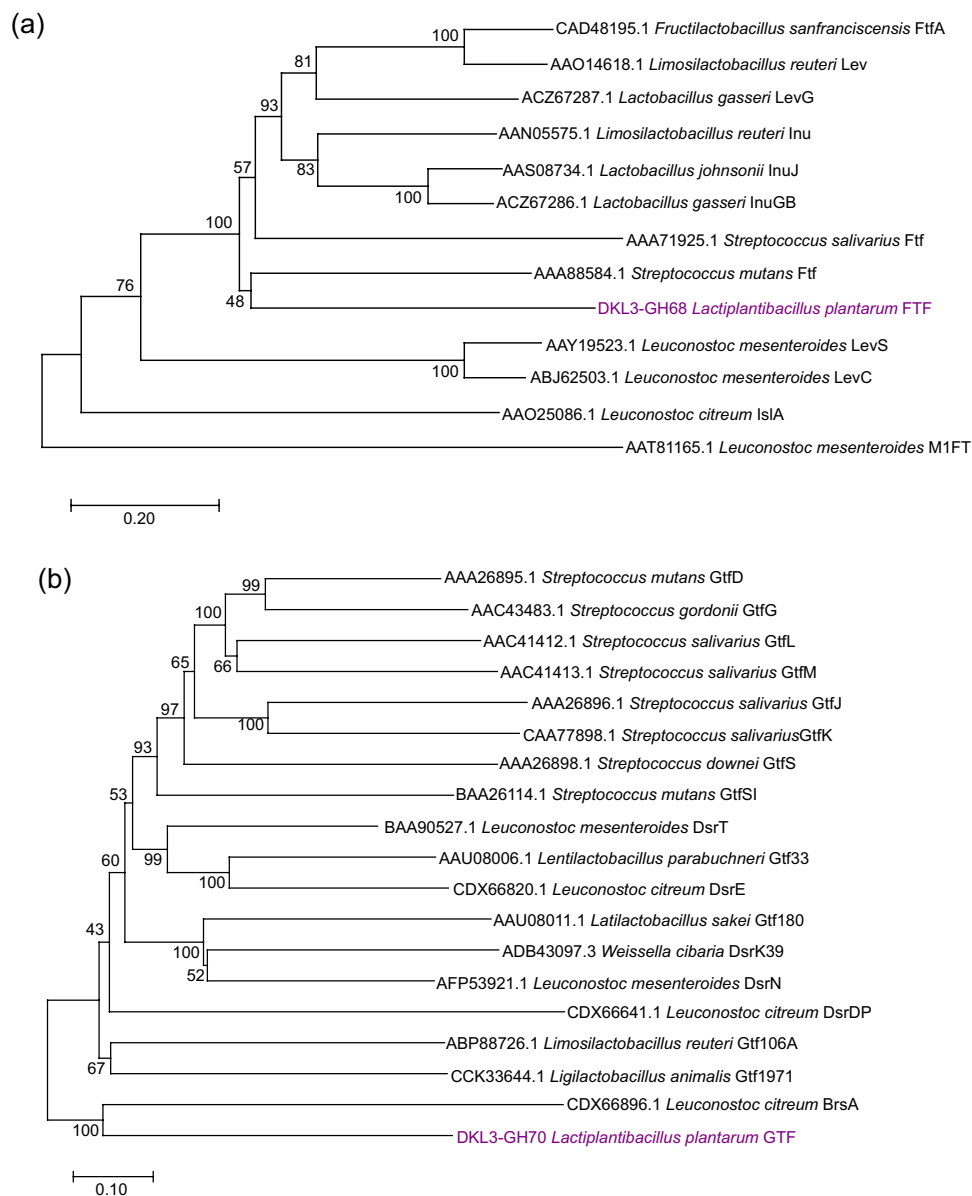 (a)
CAD48195.1 Fructilactobacillus sanfranciscensis FtfA
100
AAO14618.1 Limosilactobacillus reuteri Lev
81
ACZ67287.1 Lactobacillus gasseri LevG
93
AAN05575.1 Limosilactobacillus reuteri Inu
83
AAS08734.1 Lactobacillus johnsonii InuJ
57
100
ACZ67286.1 Lactobacillus gasseri InuGB
100
AAA71925.1 Streptococcus salivarius Ftf
AAA88584.1 Streptococcus mutans Ftf
76
48
DKL3-GH68 Lactiplantibacillus plantarum FTF
AAY19523.1 Leuconostoc mesenteroides LevS
100
ABJ62503.1 Leuconostoc mesenteroides LevC
AAO25086.1 Leuconostoc citreum IslA
AAT81165.1 Leuconostoc mesenteroides M1FT
0.20
(b)
AAA26895.1 Streptococcus mutans GtfD
99
AAC43483.1 Streptococcus gordonii GtfG
100
AAC41412.1 Streptococcus salivarius GtfL
65
66
AAC41413.1 Streptococcus salivarius GtfM
97
AAA26896.1 Streptococcus salivarius GtfJ
100
CAA77898.1 Streptococcus salivariusGtfK
93
AAA26898.1 Streptococcus downei GtfS
53
BAA26114.1 Streptococcus mutans GtfSI
BAA90527.1 Leuconostoc mesenteroides DsrT
99
60
AAU08006.1 Lentilactobacillus parabuchneri Gtf33
100
CDX66820.1 Leuconostoc citreum DsrE
43
AAU08011.1 Latilactobacillus sakei Gtf180
100
ADB43097.3 Weissella cibaria DsrK39
52
AFP53921.1 Leuconostoc mesenteroides DsrN
CDX66641.1 Leuconostoc citreum DsrDP
ABP88726.1 Limosilactobacillus reuteri Gtf106A
67
CCK33644.1 Ligilactobacillus animalis Gtf1971
CDX66896.1 Leuconostoc citreum BrsA
100
DKL3-GH70 Lactiplantibacillus plantarum GTF
0.10